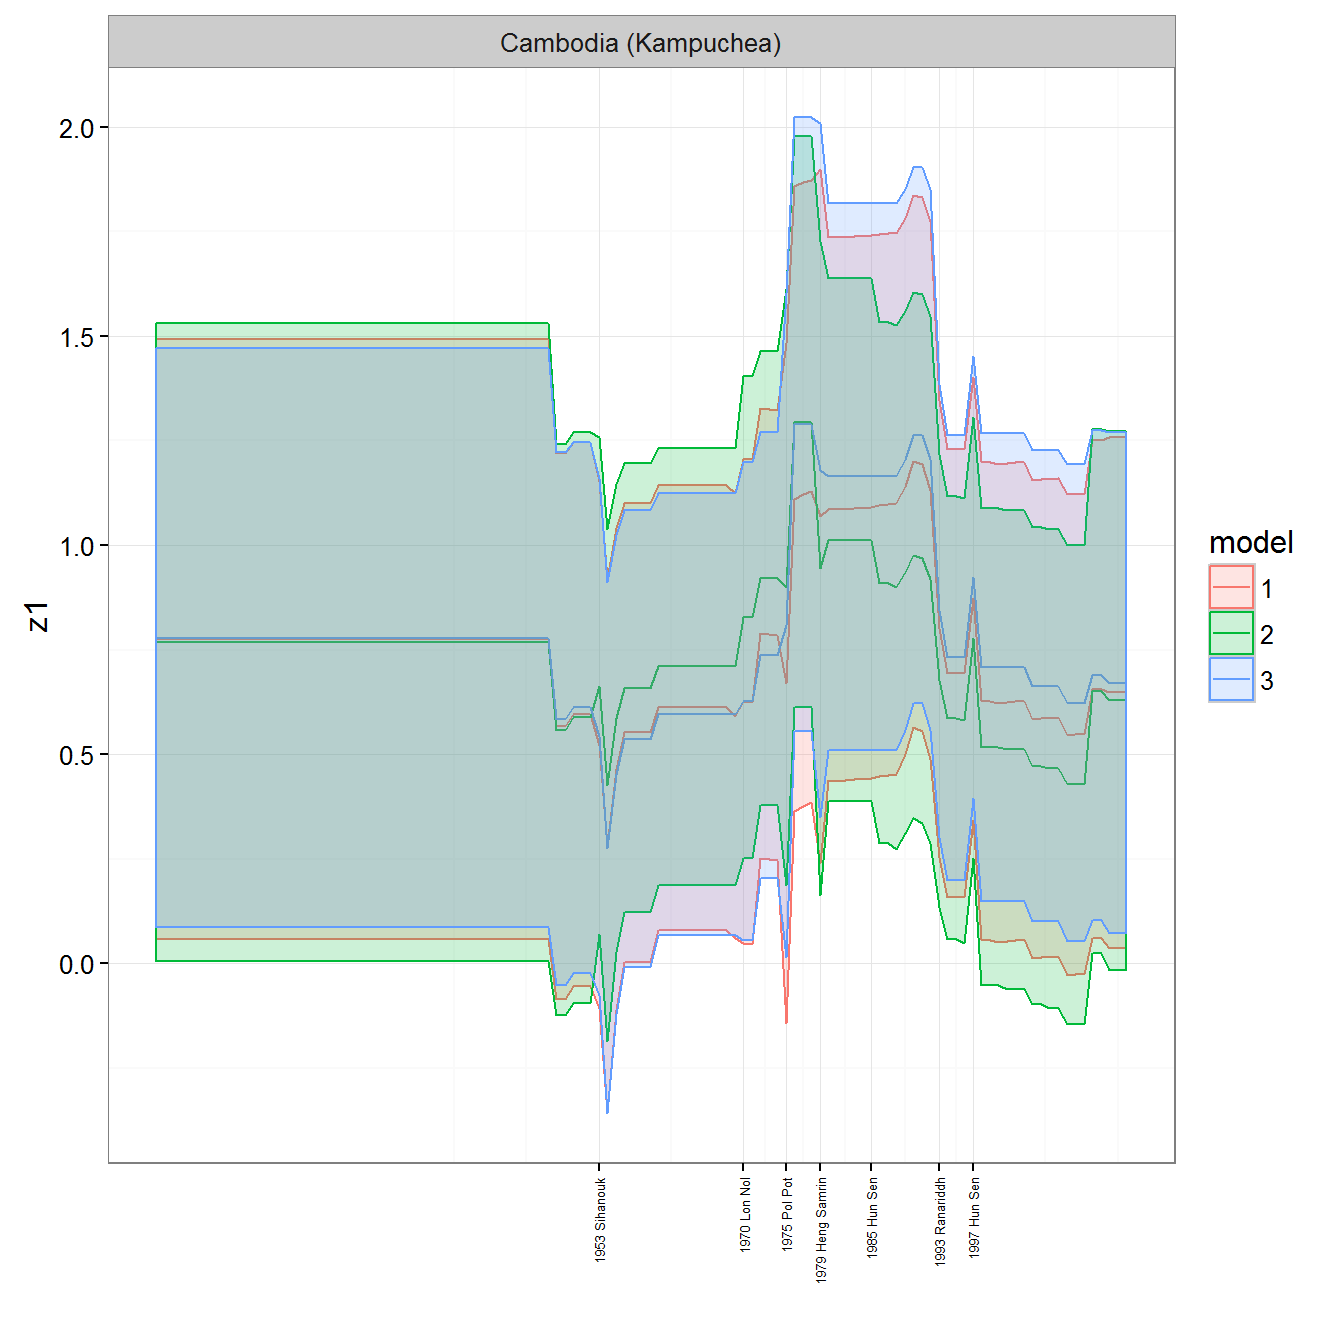 Cambodia (Kampuchea)
2.0
1.5
1.0
0.5
0.0
z1
1953 Sihanouk
1970 Lon Nol
1975 Pol Pot
1979 Heng Samrin
1985 Hun Sen
1993 Ranariddh
1997 Hun Sen
model
1
2
3